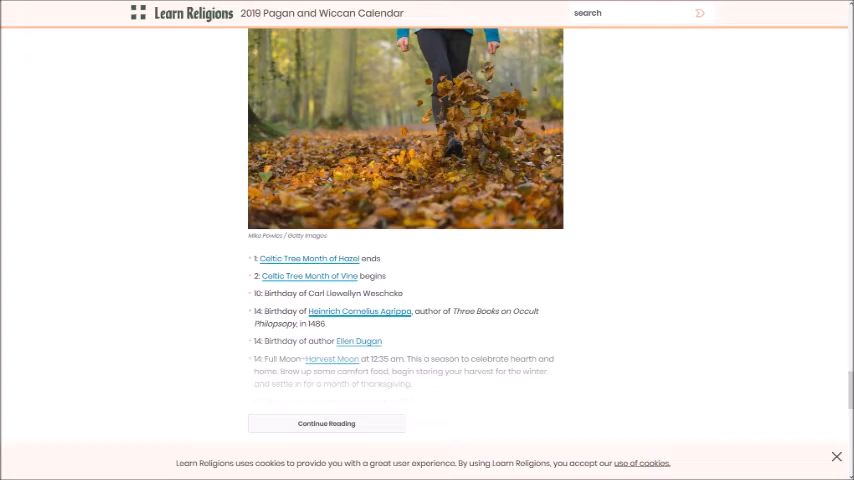 Learn Religions 2019 Pagan and Wiccan Calendar search
Mike Powles / Getty Images
1: Celtic Tree Month of Hazel ends
2: Celtic Tree Month of Vine begins
10: Birthday of Carl Llewellyn Weschcke
14: Birthday of Heinrich Cornelius Agrippa, author of Three Books on Occult
Philopsopy, in 1486
14: Birthday of author Ellen Dugan
14: Full Moon–Harvest Moon at 12:35 am. This a season to celebrate hearth and
home. Brew up some comfort food, begin storing your harvest for the winter,
and settle in for a month of thanksgiving.
Continue Reading
Learn Religions uses cookies to provide you with a great user experience. By using Learn Religions, you accept our use of cookies.